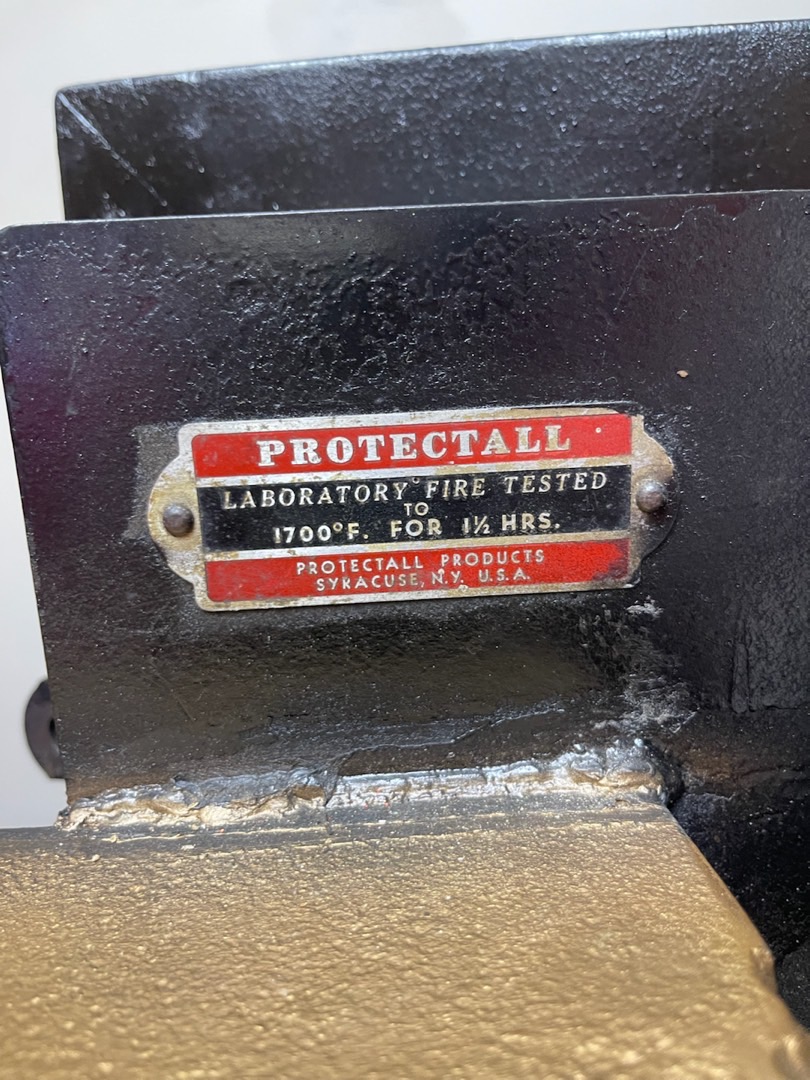 PROTECTALL
LABORATORY FIRE TESTED
TO
1700°F. FOR 1½ HRS.
PROTECTALL PRODUCTS
SYRACUSE, N.Y. U.S.A.